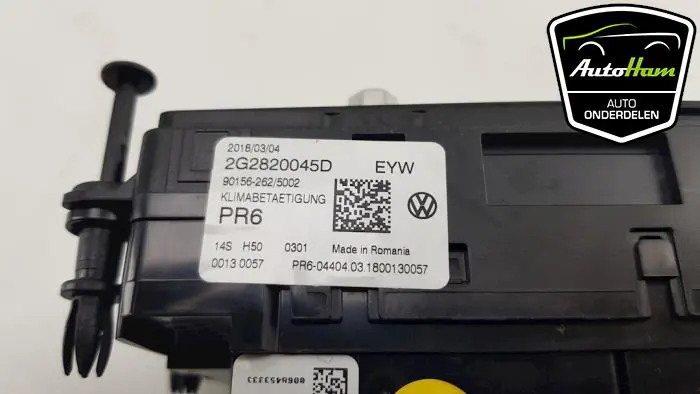 AutoHam
AUTO
ONDERDELEN
2018/03/04
2G2820045D EYW
90156-262/5002
KLIMABETAETIGUNG
PR6
14S H50 0301 Made in Romania
0013 0057 PR6-04404.03.1800130057
0068453333